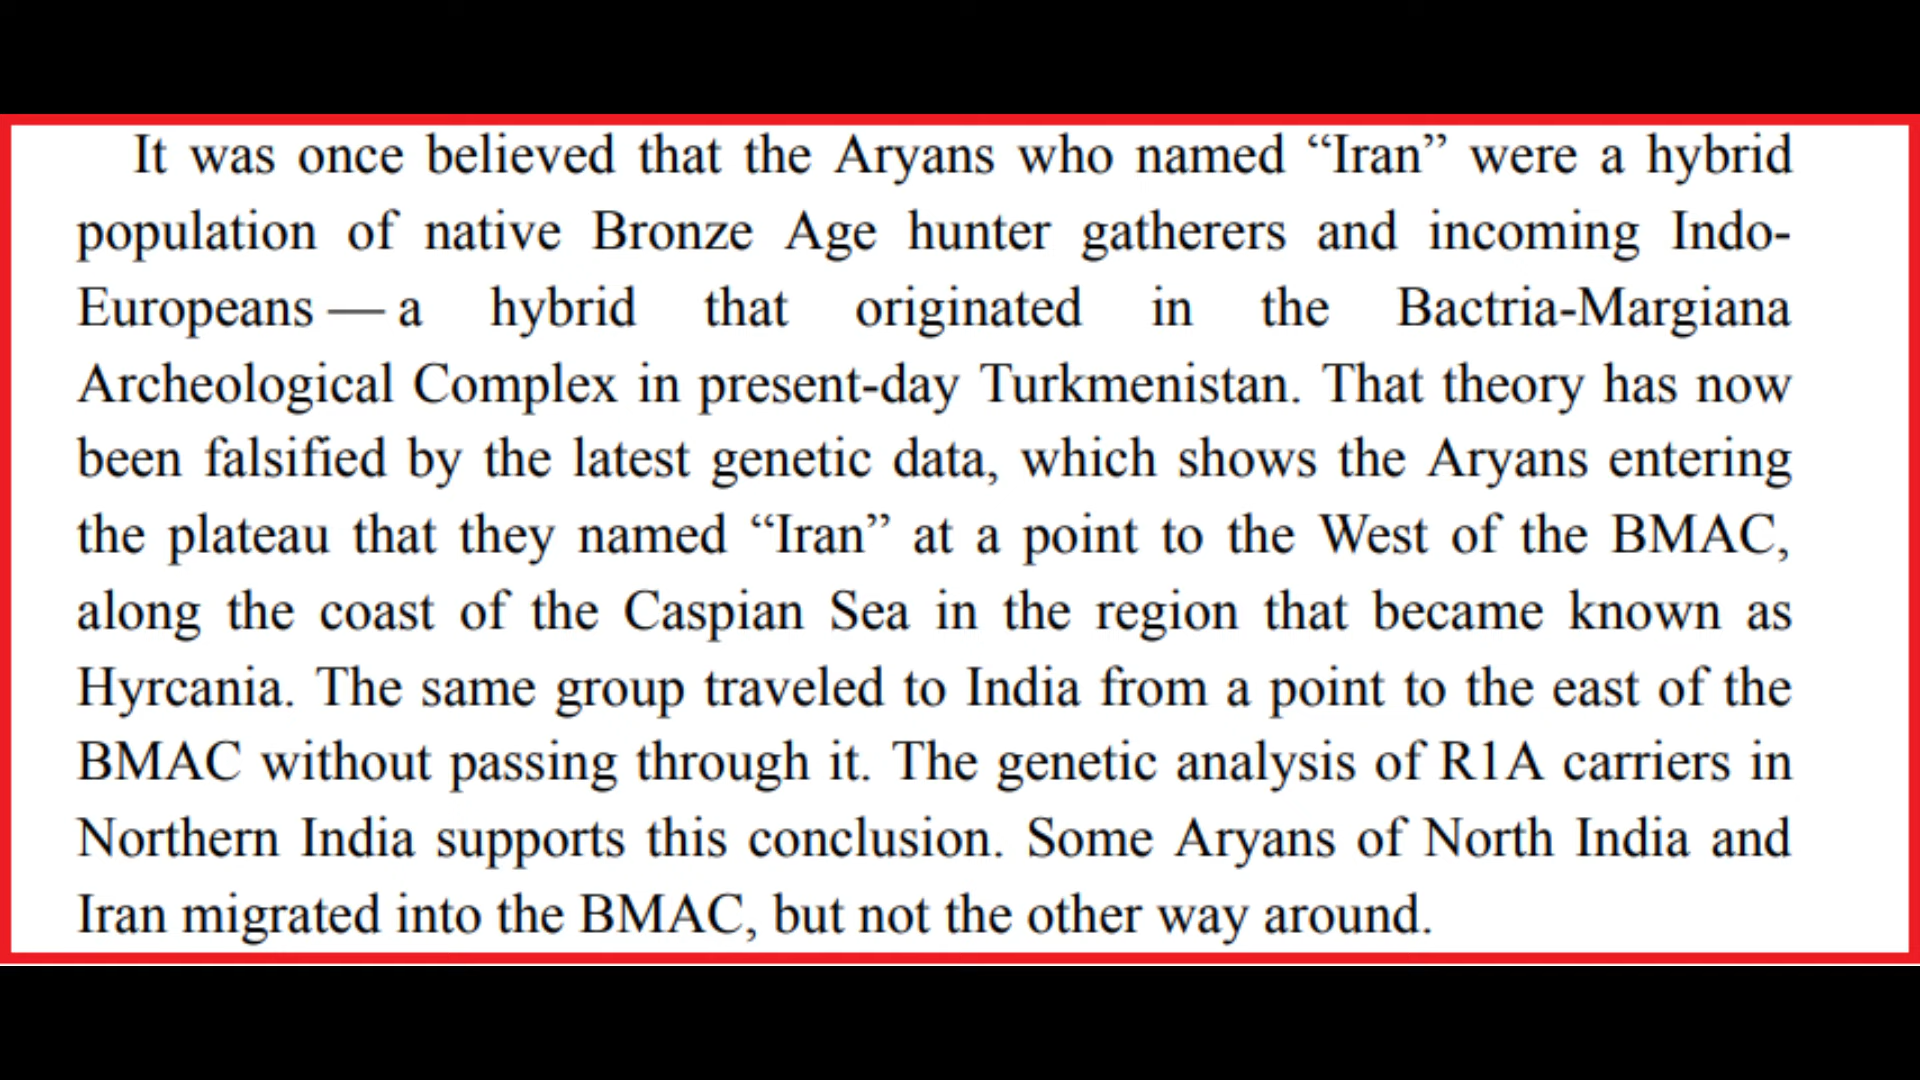 It was once believed that the Aryans who named “Iran” were a hybrid
population of native Bronze Age hunter gatherers and incoming Indo-
Europeans — a hybrid that originated in the Bactria-Margiana
Archeological Complex in present-day Turkmenistan. That theory has now
been falsified by the latest genetic data, which shows the Aryans entering
the plateau that they named “Iran” at a point to the West of the BMAC,
along the coast of the Caspian Sea in the region that became known as
Hyrcania. The same group traveled to India from a point to the east of the
BMAC without passing through it. The genetic analysis of R1A carriers in
Northern India supports this conclusion. Some Aryans of North India and
Iran migrated into the BMAC, but not the other way around.